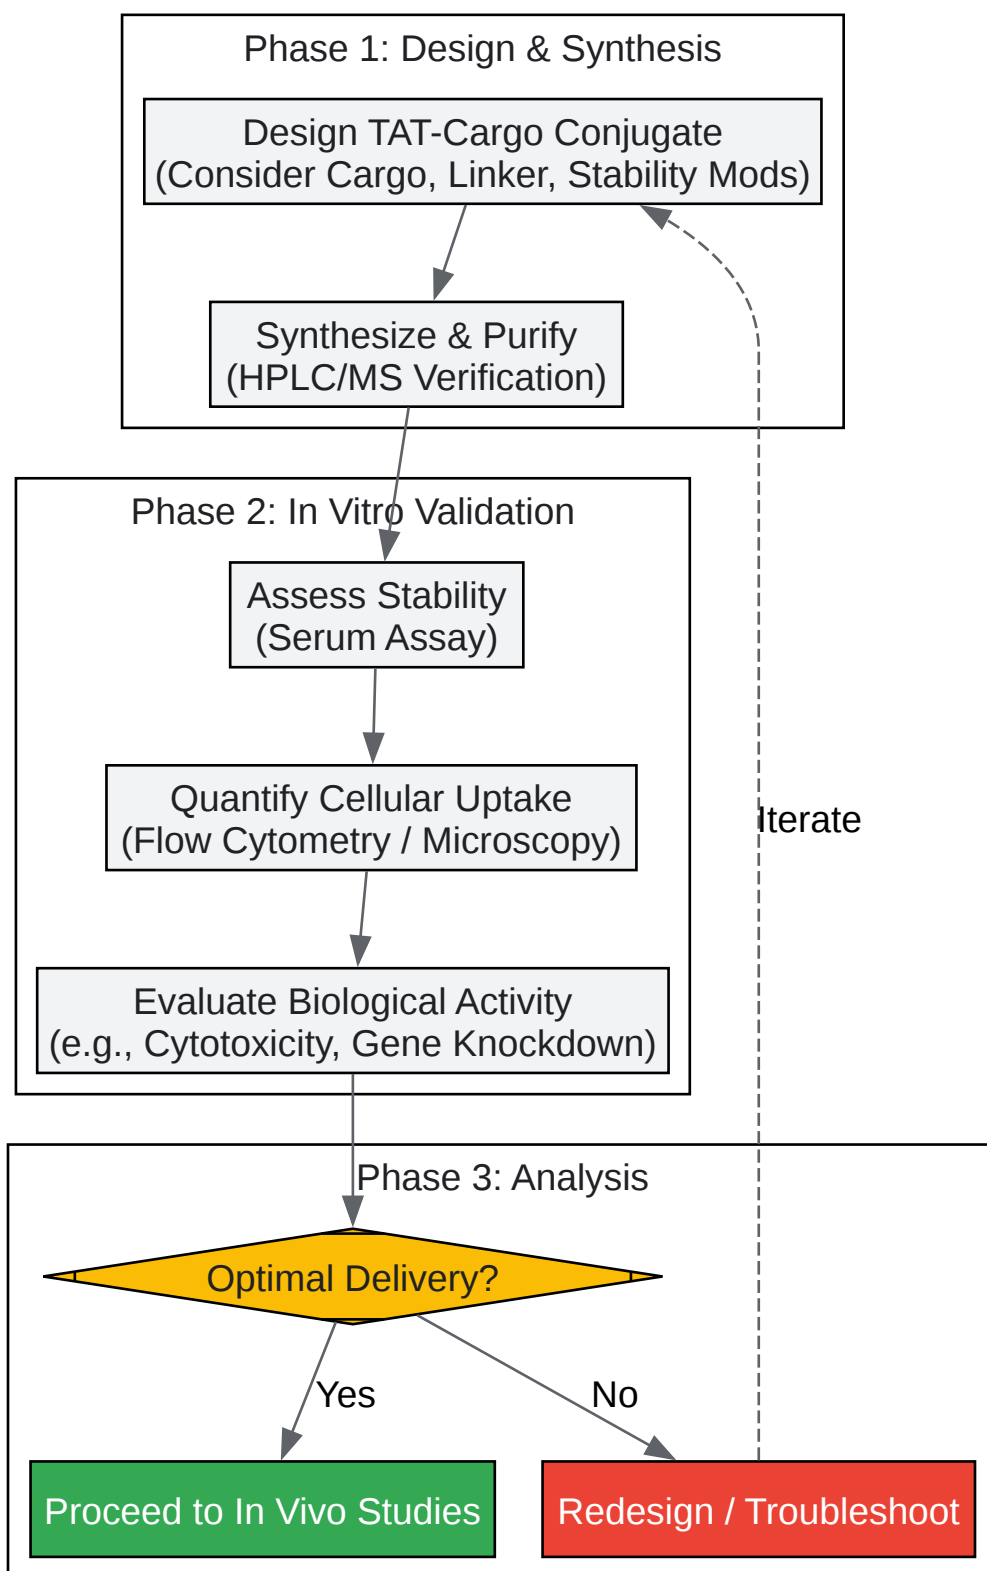 Phase 1: Design & Synthesis
Design TAT-Cargo Conjugate
(Consider Cargo, Linker, Stability Mods)
Synthesize & Purify
(HPLC/MS Verification)
Phase 2: In Vitro Validation
Assess Stability
(Serum Assay)
Quantify Cellular Uptake
(Flow Cytometry / Microscopy)
Iterate
Evaluate Biological Activity
(e.g., Cytotoxicity, Gene Knockdown)
Phase 3: Analysis
Optimal Delivery?
Yes
No
Proceed to In Vivo Studies
Redesign / Troubleshoot